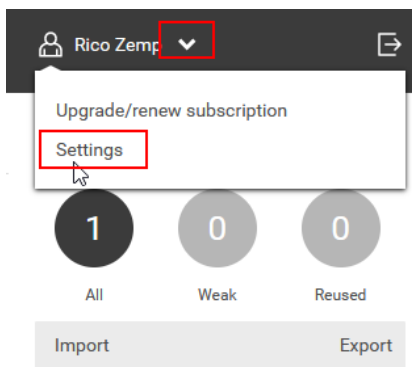 Rico Zemp
Upgrade/renew subscription
Settings
1 0 0
All Weak Reused
Import Export